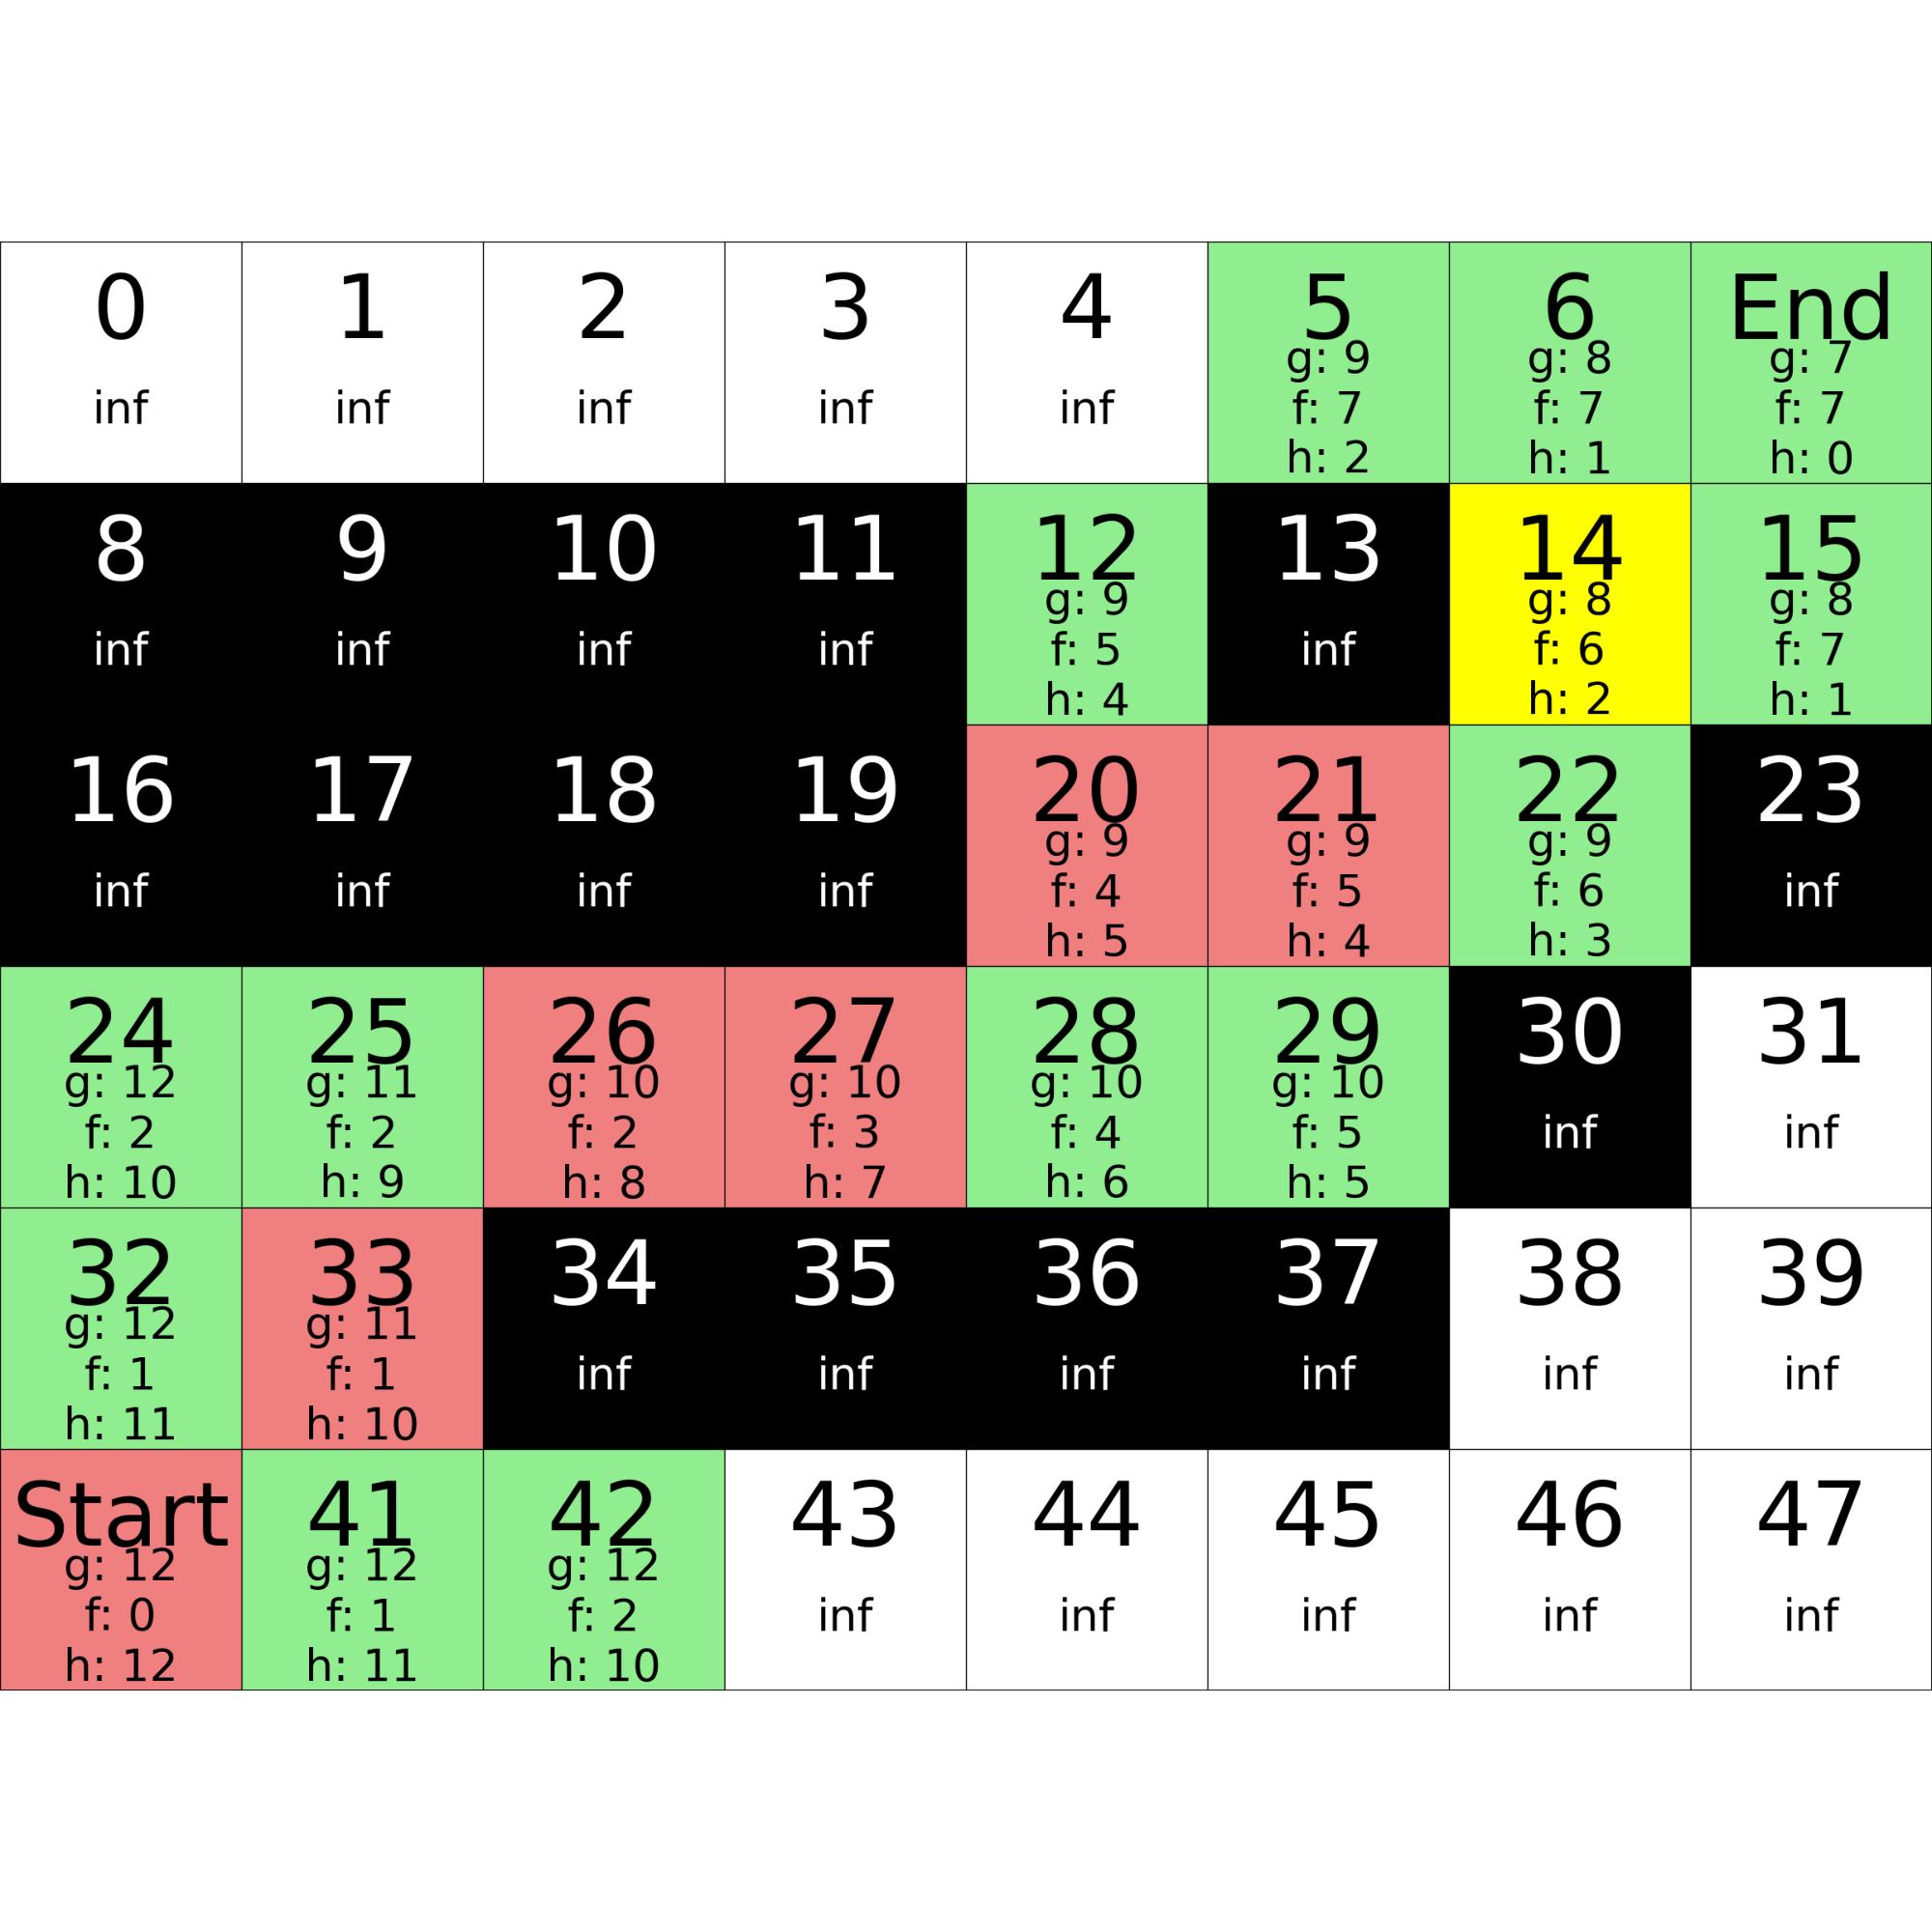 0 1 2 3 4 5 6 End
g: 9 g: 8 g: 7
inf inf inf inf inf f: 7 f: 7 f: 7
h: 2 h: 1 h: 0
8 9 10 11 12 13 14 15
g: 9 g: 8 g: 8
inf inf inf inf f: 5 inf f: 6 f: 7
h: 4 h: 2 h: 1
16 17 18 19 20 21 22 23
g: 9 g: 9 g: 9
inf inf inf inf f: 4 f: 5 f: 6 inf
h: 5 h: 4 h: 3
24 25 26 27 28 29 30 31
g: 12 g: 11 g: 10 g: 10 g: 10 g: 10
f: 2 f: 2 f: 2 f: 3 f: 4 f: 5 inf inf
h: 10 h: 9 h: 8 h: 7 h: 6 h: 5
32 33 34 35 36 37 38 39
g: 12 g: 11
f: 1 f: 1 inf inf inf inf inf inf
h: 11 h: 10
Start 41 42 43 44 45 46 47
g: 12 g: 12 g: 12
f: 0 f: 1 f: 2 inf inf inf inf inf
h: 12 h: 11 h: 10